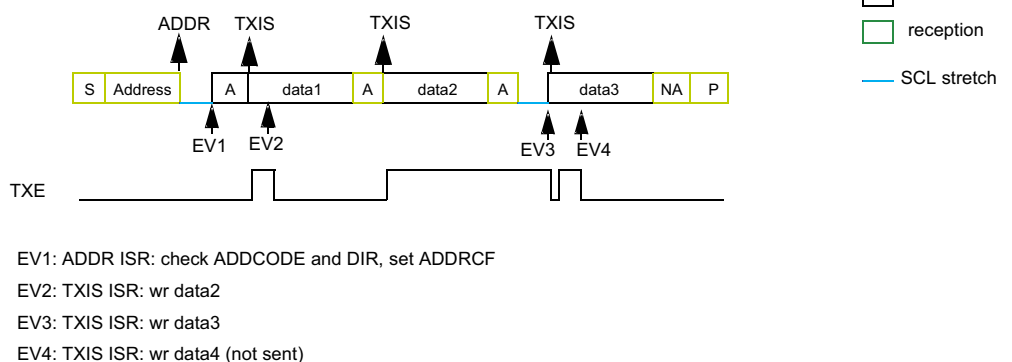 ADDR TXIS TXIS TXIS
reception
SCL stretch
S Address A data1 A data2 A data3 NA P
EV1 EV2 EV3 EV4
TXE
EV1: ADDR ISR: check ADDCODE and DIR, set ADDRCF
EV2: TXIS ISR: wr data2
EV3: TXIS ISR: wr data3
EV4: TXIS ISR: wr data4 (not sent)